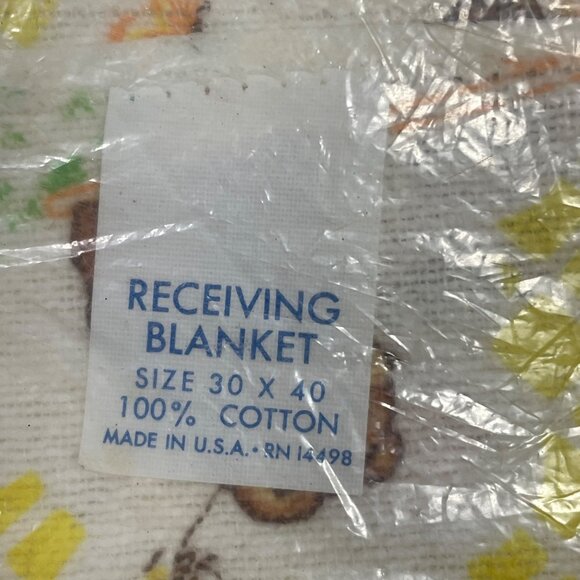 RECEIVING
BLANKET
SIZE 30 X 40
100% COTTON
MADE IN U.S.A. • RN 14498